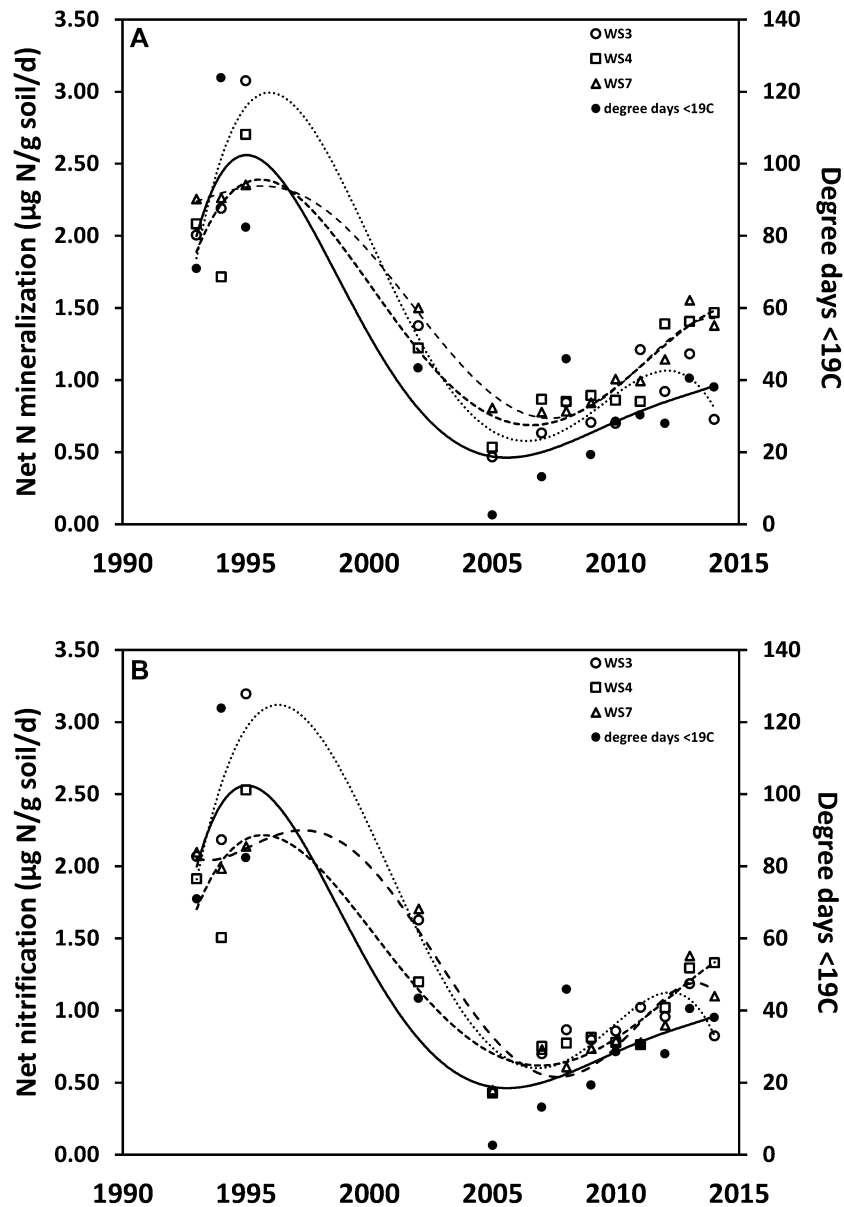 A
Net N mineralization (µg N/g soil/d)
3.50
3.00
2.50
2.00
1.50
1.00
0.50
0.00
WS3
WS4
WS7
degree days <19C
140
120
100
80
60
40
20
0
Degree days <19C
1990 1995 2000 2005 2010 2015
B
Net nitrification (µg N/g soil/d)
3.50
3.00
2.50
2.00
1.50
1.00
0.50
0.00
WS3
WS4
WS7
degree days <19C
140
120
100
80
60
40
20
0
Degree days <19C
1990 1995 2000 2005 2010 2015